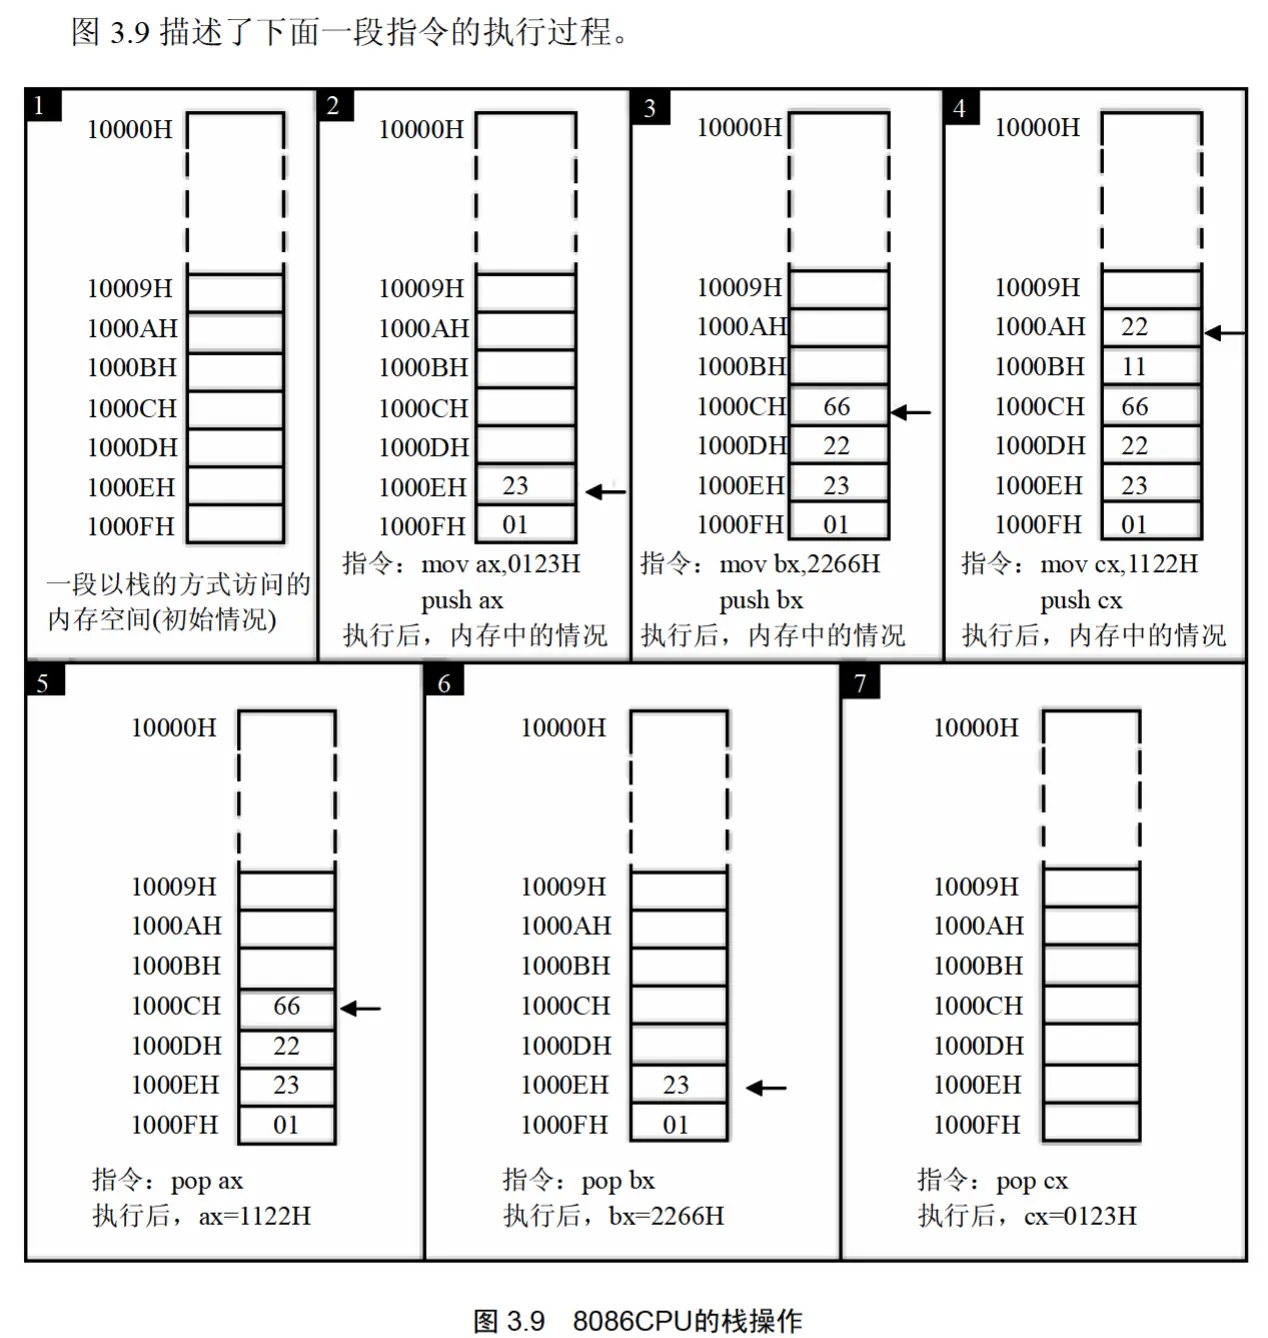 图 3.9 描述了下面一段指令的执行过程。
1
10000H
10009H
1000AH
1000BH
1000CH
1000DH
1000EH
1000FH
一段以栈的方式访问的
内存空间(初始情况)
2
10000H
10009H
1000AH
1000BH
1000CH
1000DH
1000EH 23
1000FH 01
指令：mov ax,0123H
push ax
执行后，内存中的情况
3
10000H
10009H
1000AH
1000BH
1000CH 66
1000DH 22
1000EH 23
1000FH 01
指令：mov bx,2266H
push bx
执行后，内存中的情况
4
10000H
10009H
1000AH 22
1000BH 11
1000CH 66
1000DH 22
1000EH 23
1000FH 01
指令：mov cx,1122H
push cx
执行后，内存中的情况
5
10000H
10009H
1000AH
1000BH
1000CH 66
1000DH 22
1000EH 23
1000FH 01
指令：pop ax
执行后，ax=1122H
6
10000H
10009H
1000AH
1000BH
1000CH
1000DH
1000EH 23
1000FH 01
指令：pop bx
执行后，bx=2266H
7
10000H
10009H
1000AH
1000BH
1000CH
1000DH
1000EH
1000FH
指令：pop cx
执行后，cx=0123H
图 3.9 8086CPU的栈操作